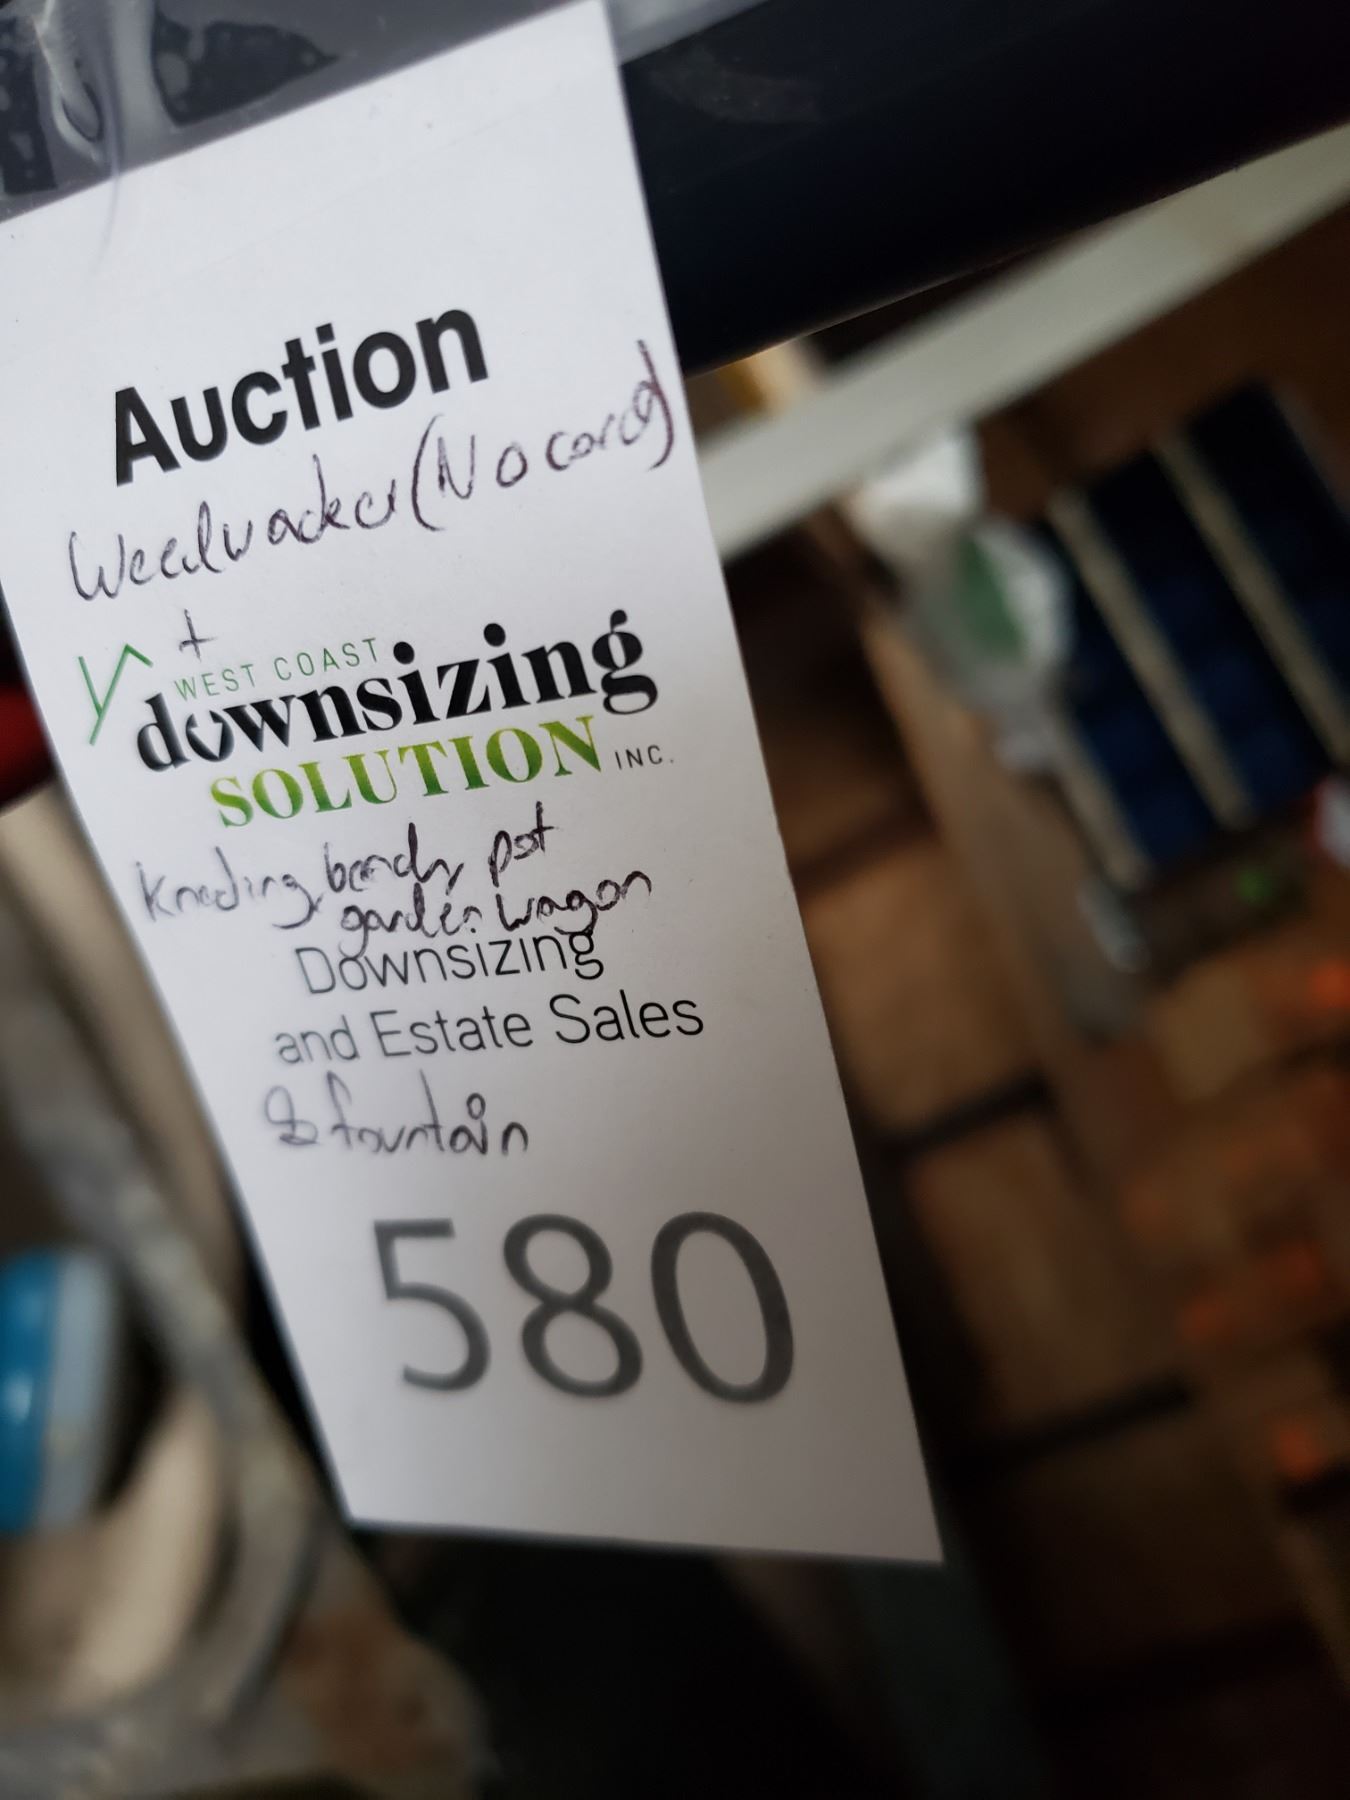 Auction
Weedwacker (No cord)
+
WEST COAST
downsizing
SOLUTION INC.
Kneding bench, pot
garden wagon
Downsizing
and Estate Sales
& fountain
580